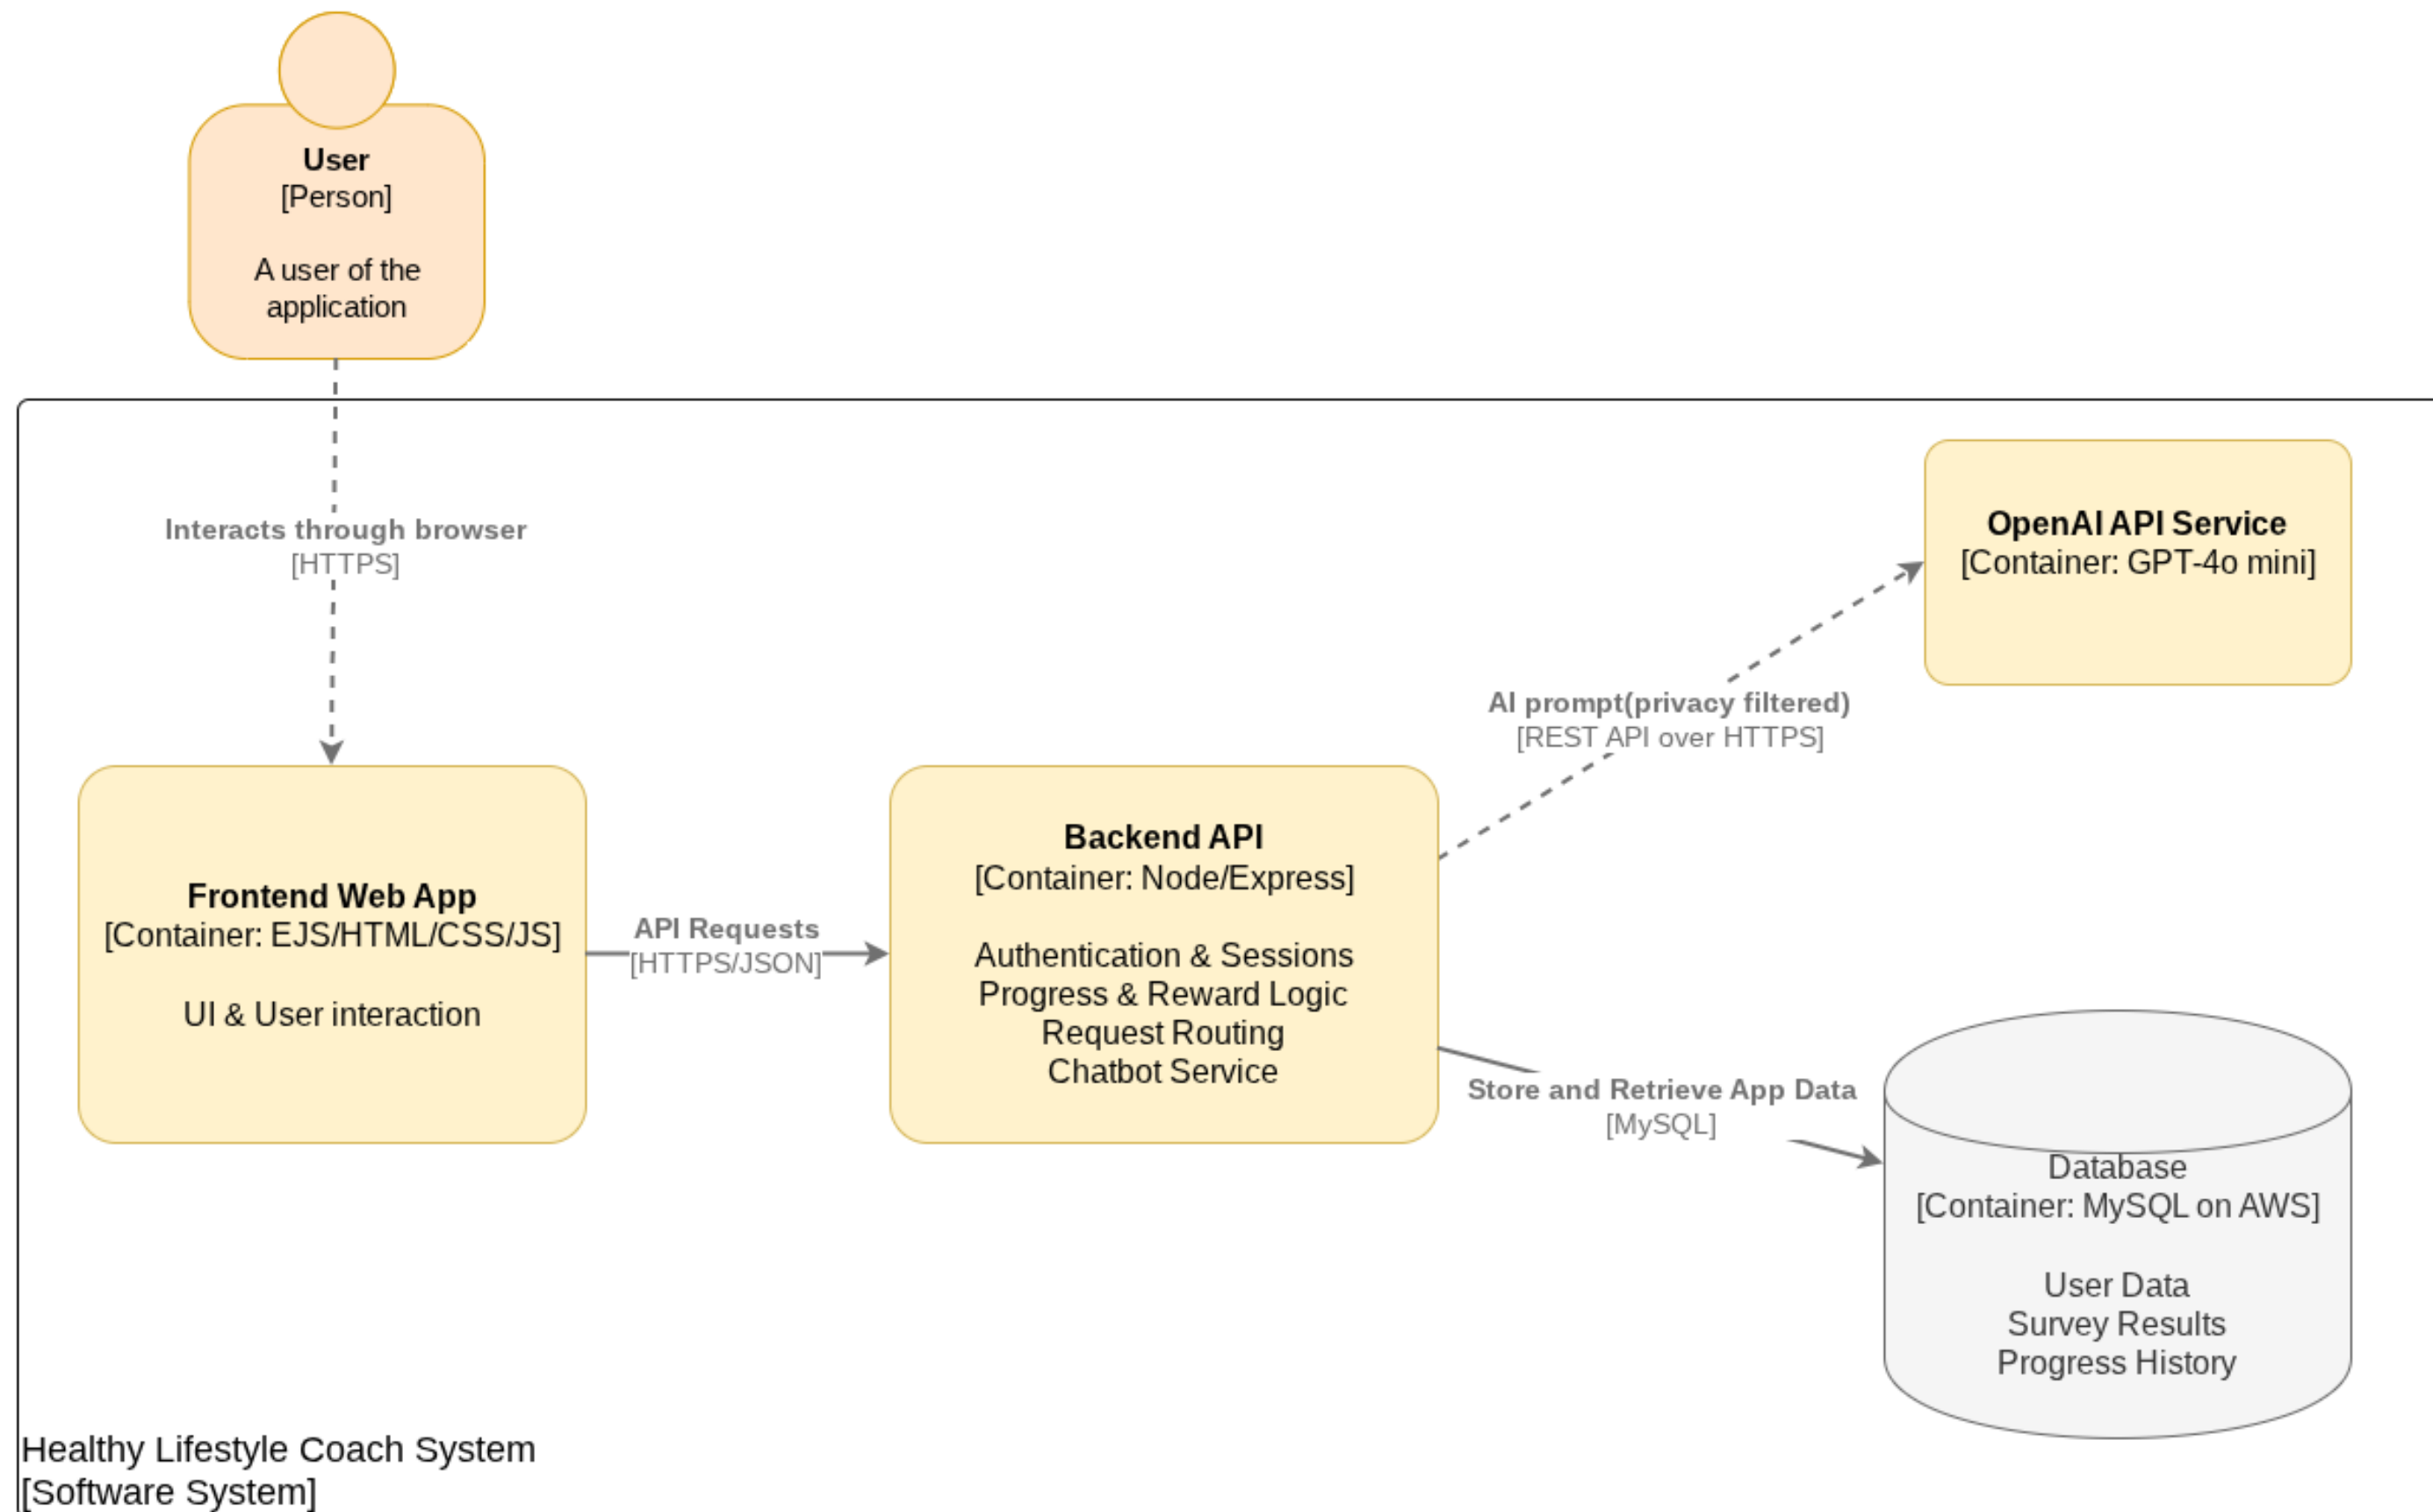 User
[Person]
A user of the
application
Interacts through browser
[HTTPS]
OpenAI API Service
[Container: GPT-4o mini]
AI prompt(privacy filtered)
[REST API over HTTPS]
Frontend Web App
[Container: EJS/HTML/CSS/JS]
UI & User interaction
API Requests
[HTTPS/JSON]
Backend API
[Container: Node/Express]
Authentication & Sessions
Progress & Reward Logic
Request Routing
Chatbot Service
Store and Retrieve App Data
[MySQL]
Database
[Container: MySQL on AWS]
User Data
Survey Results
Progress History
Healthy Lifestyle Coach System
[Software System]